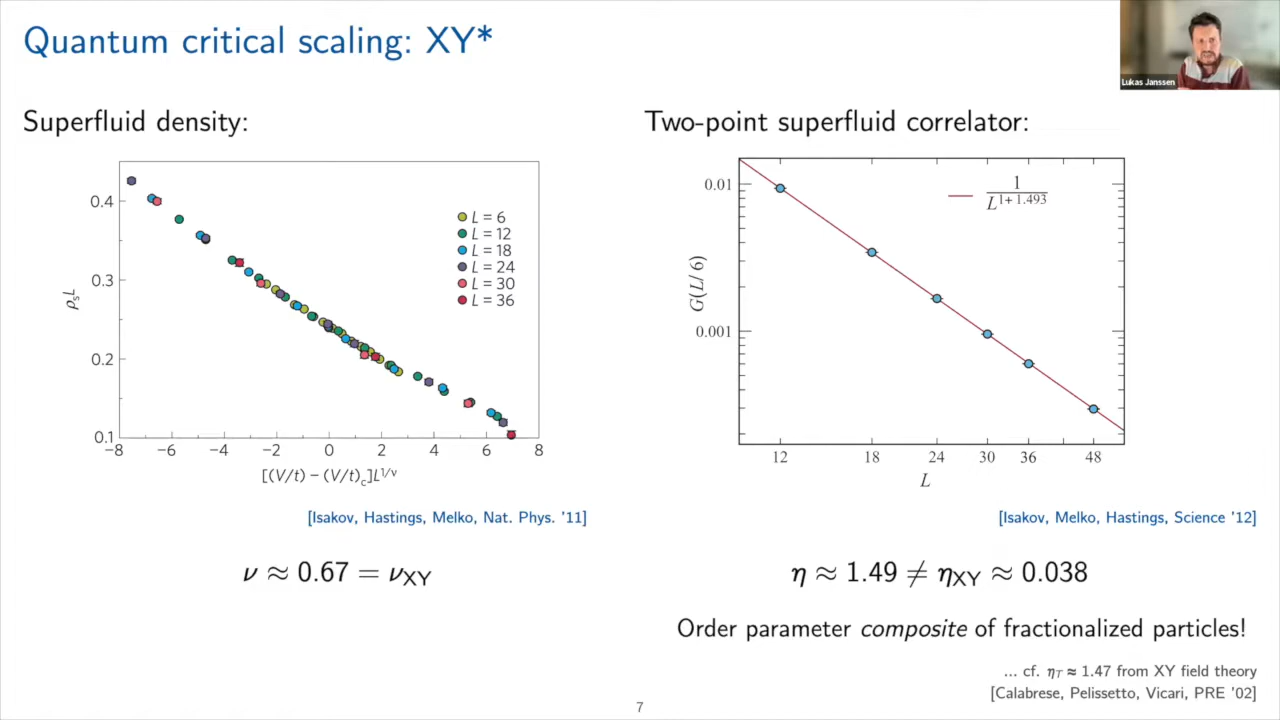 Quantum critical scaling: XY*
Lukas Janssen
Superfluid density:
0.4
0.3
0.2
0.1
ρₛL
L = 6
L = 12
L = 18
L = 24
L = 30
L = 36
−8 −6 −4 −2 0 2 4 6 8
[(V/t) − (V/t)c]L^1/ν
[Isakov, Hastings, Melko, Nat. Phys. '11]
ν ≈ 0.67 = νXY
Two-point superfluid correlator:
0.01
0.001
G(L/6)
1
L^1+1.493
12 18 24 30 36 48
L
[Isakov, Melko, Hastings, Science '12]
η ≈ 1.49 ≠ ηXY ≈ 0.038
Order parameter composite of fractionalized particles!
... cf. ηT ≈ 1.47 from XY field theory
[Calabrese, Pelissetto, Vicari, PRE '02]
7